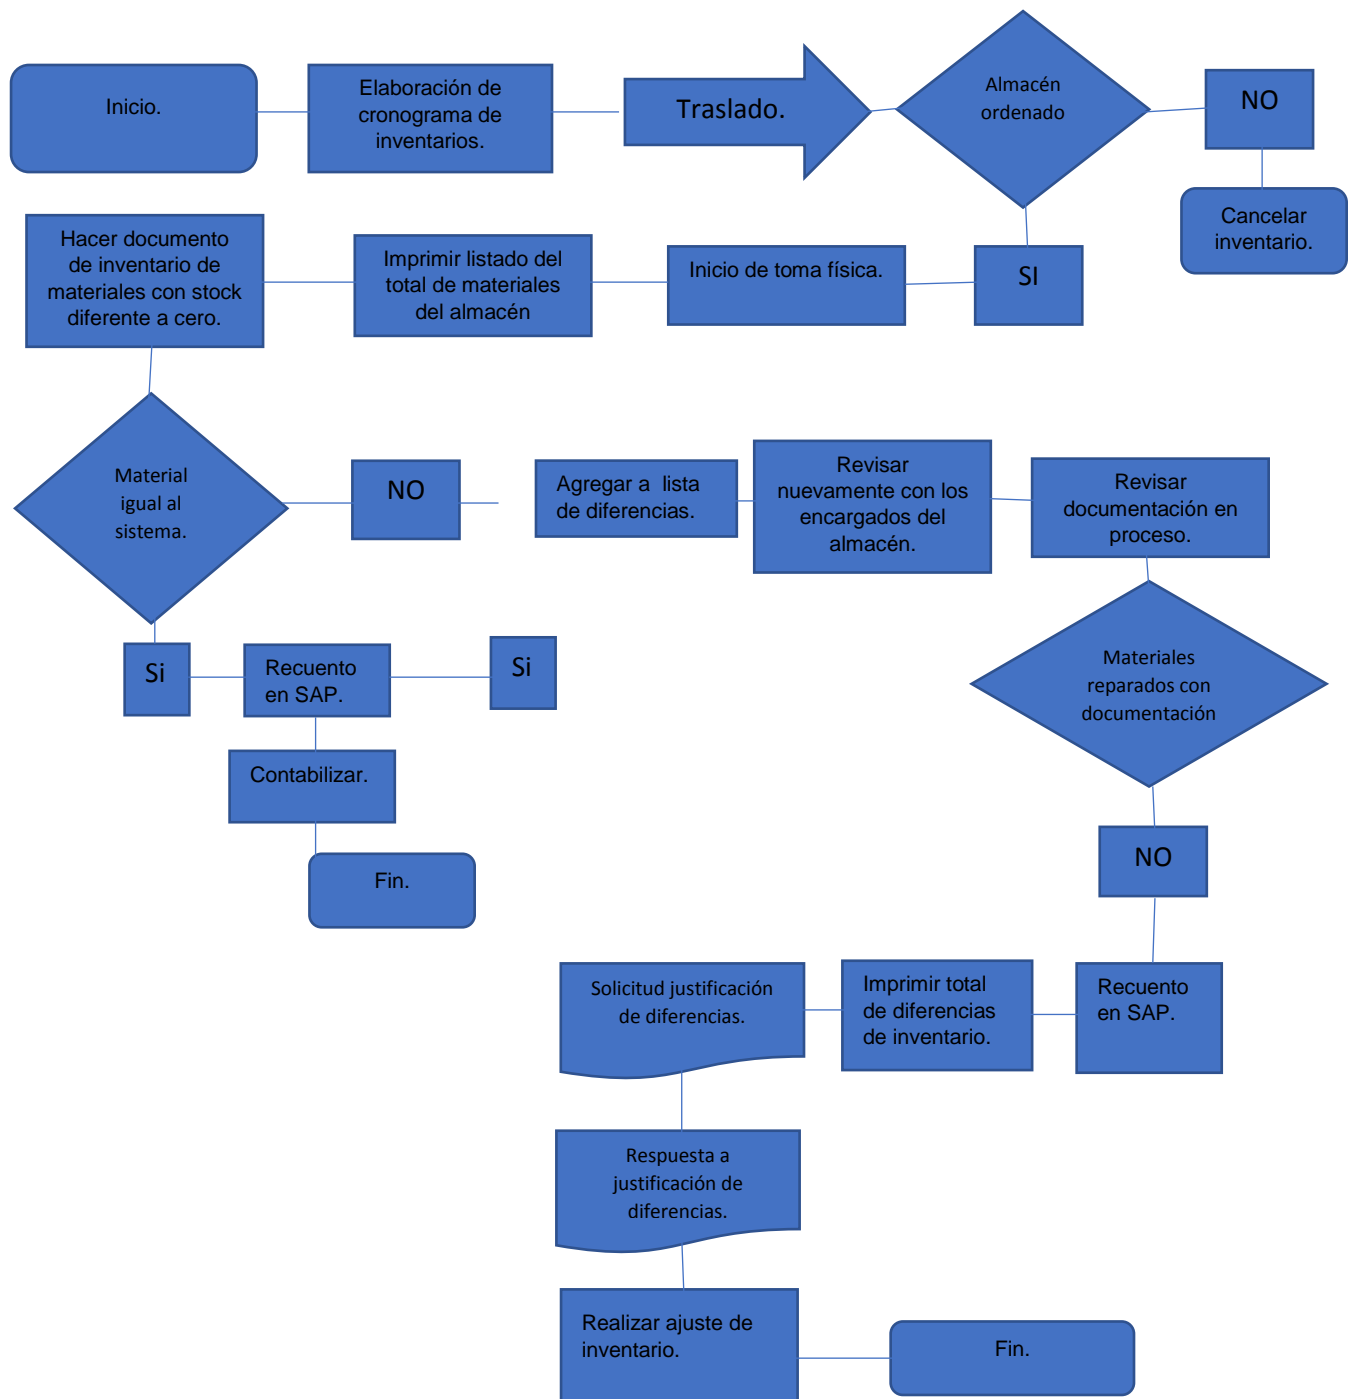 Inicio.
Elaboración de
cronograma de
inventarios.
Traslado.
Almacén
ordenado
NO
Cancelar
inventario.
SI
Inicio de toma física.
Imprimir listado del
total de materiales
del almacén
Hacer documento
de inventario de
materiales con stock
diferente a cero.
Material
igual al
sistema.
NO
Agregar a lista
de diferencias.
Revisar
nuevamente con los
encargados del
almacén.
Revisar
documentación en
proceso.
Si
Recuento
en SAP.
Si
Contabilizar.
Fin.
Materiales
reparados con
documentación
NO
Recuento
en SAP.
Imprimir total
de diferencias
de inventario.
Solicitud justificación
de diferencias.
Respuesta a
justificación de
diferencias.
Realizar ajuste de
inventario.
Fin.